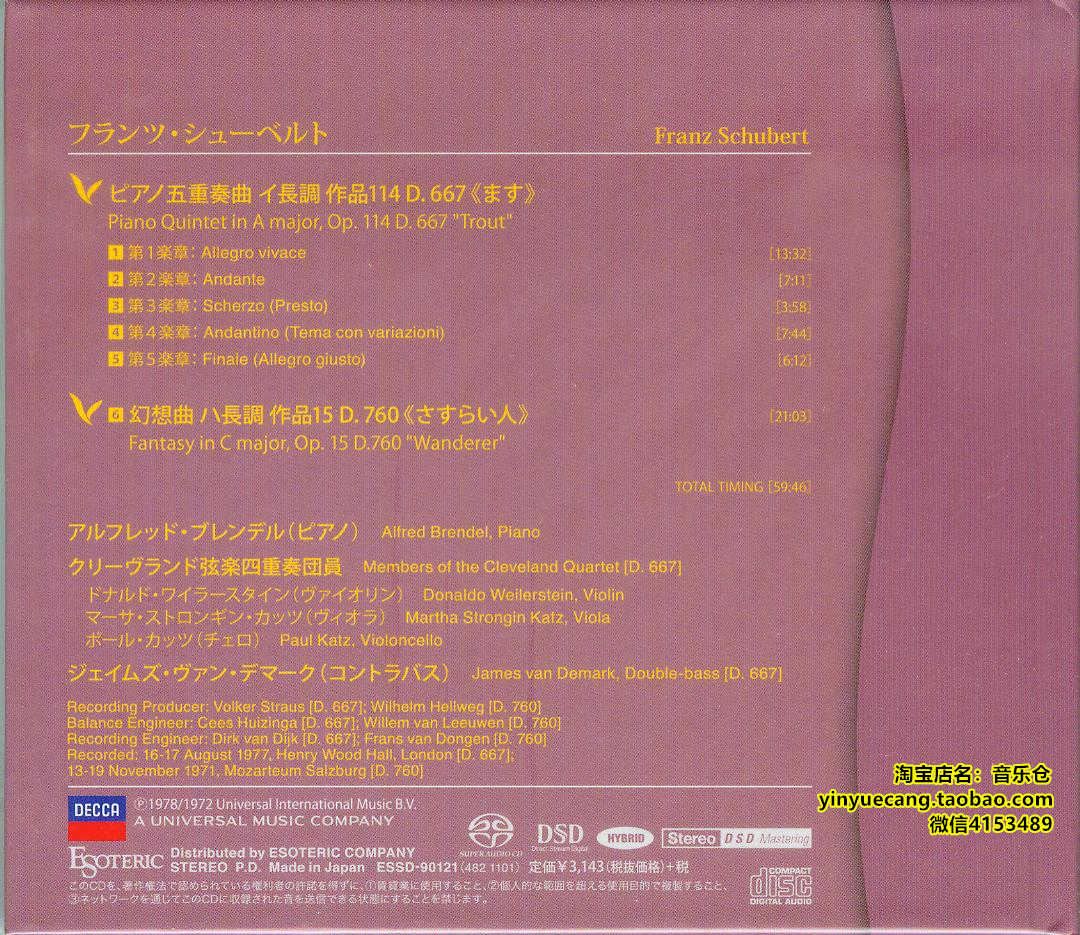 フランツ・シューベルト Franz Schubert
ピアノ五重奏曲 イ長調 作品114 D. 667《ます》
Piano Quintet in A major, Op. 114 D. 667 "Trout"
1 第1楽章: Allegro vivace [13:32]
2 第2楽章: Andante [7:11]
3 第3楽章: Scherzo (Presto) [3:58]
4 第4楽章: Andantino (Tema con variazioni) [7:44]
5 第5楽章: Finale (Allegro giusto) [6:12]
6 幻想曲 ハ長調 作品15 D. 760《さすらい人》 [21:03]
Fantasy in C major, Op. 15 D.760 "Wanderer"
TOTAL TIMING [59:46]
アルフレッド・ブレンデル(ピアノ) Alfred Brendel, Piano
クリーヴランド弦楽四重奏団員 Members of the Cleveland Quartet [D. 667]
ドナルド・ワイラースタイン(ヴァイオリン) Donaldo Weilerstein, Violin
マーサ・ストロンギン・カッツ(ヴィオラ) Martha Strongin Katz, Viola
ポール・カッツ(チェロ) Paul Katz, Violoncello
ジェイムズ・ヴァン・デマーク(コントラバス) James van Demark, Double-bass [D. 667]
Recording Producer: Volker Straus [D. 667]; Wilhelm Hellweg [D. 760]
Balance Engineer: Cees Huizinga [D. 667]; Willem van Leeuwen [D. 760]
Recording Engineer: Dirk van Dijk [D. 667]; Frans van Dongen [D. 760]
Recorded: 16-17 August 1977, Henry Wood Hall, London [D. 667];
13-19 November 1971, Mozarteum Salzburg [D. 760]
淘宝店名：音乐仓
yinyuecang.taobao.com
微信4153489
DECCA
℗1978/1972 Universal International Music B.V.
A UNIVERSAL MUSIC COMPANY
SUPER AUDIO CD
DSD
Direct Stream Digital
HYBRID
Stereo DSD Mastering
ESOTERIC
Distributed by ESOTERIC COMPANY
STEREO P.D. Made in Japan ESSD-90121 (482 1101) 定価¥3,143(税抜価格)+税
このCDを、著作権法で認められている権利者の許諾を得ずに、①賃貸業に使用すること、②個人的な範囲を超える使用目的で複製すること、
③ネットワークを通じてこのCDに収録された音を送信できる状態にすることを禁じます。
COMPACT
disc
DIGITAL AUDIO